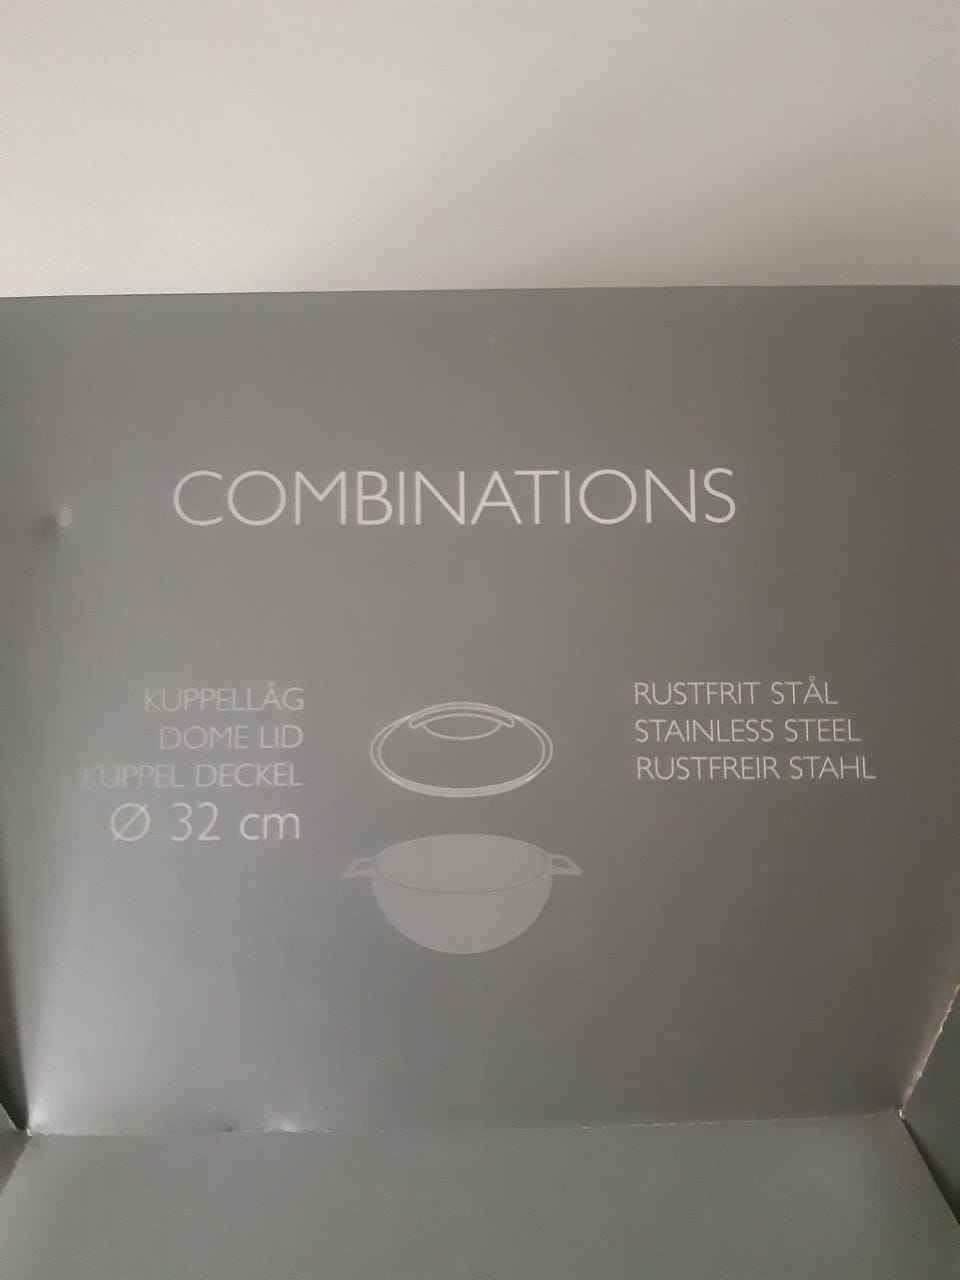 COMBINATIONS
KUPPELLÅG
DOME LID
KUPPEL DECKEL
Ø 32 cm
RUSTFRIT STÅL
STAINLESS STEEL
RUSTFREIR STAHL